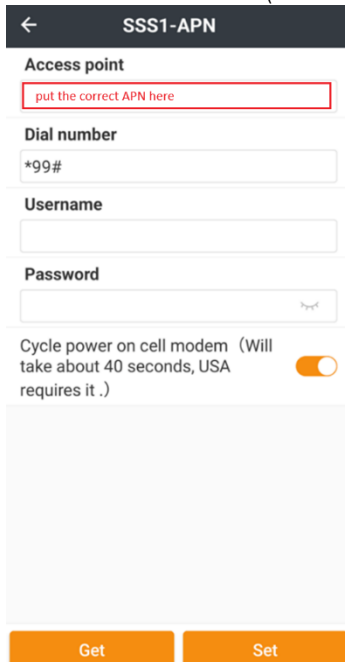 SSS1-APN
Access point
put the correct APN here
Dial number
*99#
Username
Password
Cycle power on cell modem（Will
take about 40 seconds, USA
requires it .）
Get
Set